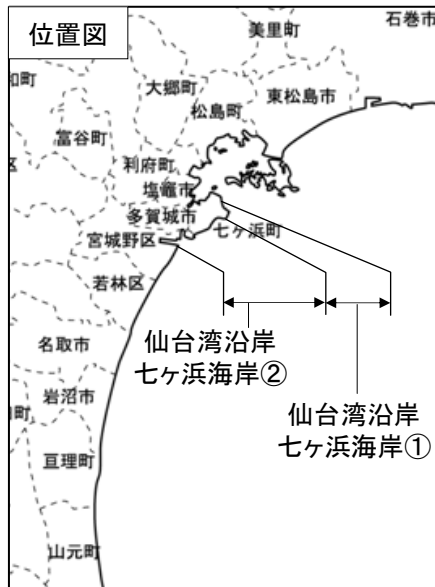 位置図
美里町
石巻市
和町
大郷町
松島町
東松島市
富谷町
利府町
塩竈市
多賀城市
七ヶ浜町
宮城野区
若林区
仙台湾沿岸
七ヶ浜海岸②
名取市
仙台湾沿岸
七ヶ浜海岸①
岩沼市
亘理町
山元町